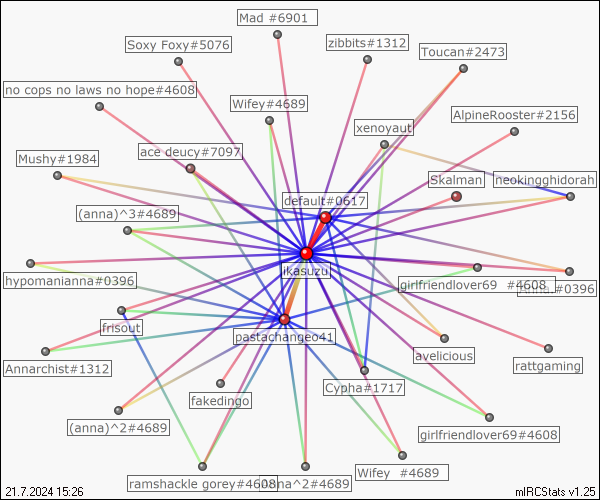 Mad #6901
Soxy Foxy#5076
zibbits#1312
Toucan#2473
no cops no laws no hope#4608
Wifey#4689
AlpineRooster#2156
xenoyaut
Mushy#1984
ace deucy#7097
Skalman
neokingghidorah
default#0617
(anna)^3#4689
ikasuzu
hypomanianna#0396
girlfriendlover69 #4608
#0396
frisout
pastachangeo41
Annarchist#1312
avelicious
rattgaming
Cypha#1717
fakedingo
(anna)^2#4689
girlfriendlover69#4608
ramshackle gorey#4608
anna^2#4689
Wifey #4689
21.7.2024 15:26
mIRCStats v1.25